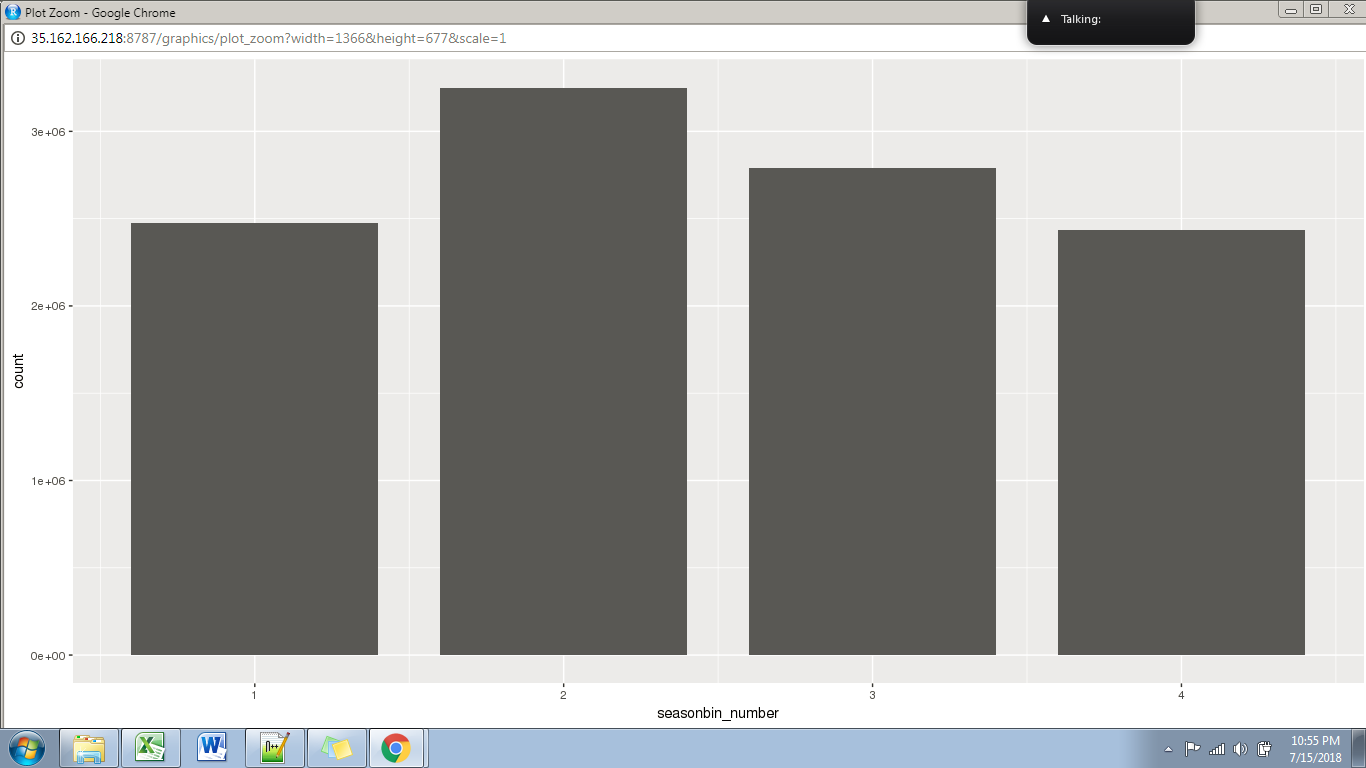 Plot Zoom - Google Chrome
Talking:
35.162.166.218:8787/graphics/plot_zoom?width=1366&height=677&scale=1
3e+06
2e+06
count
1e+06
0e+00
1 2 3 4
seasonbin_number
10:55 PM
7/15/2018